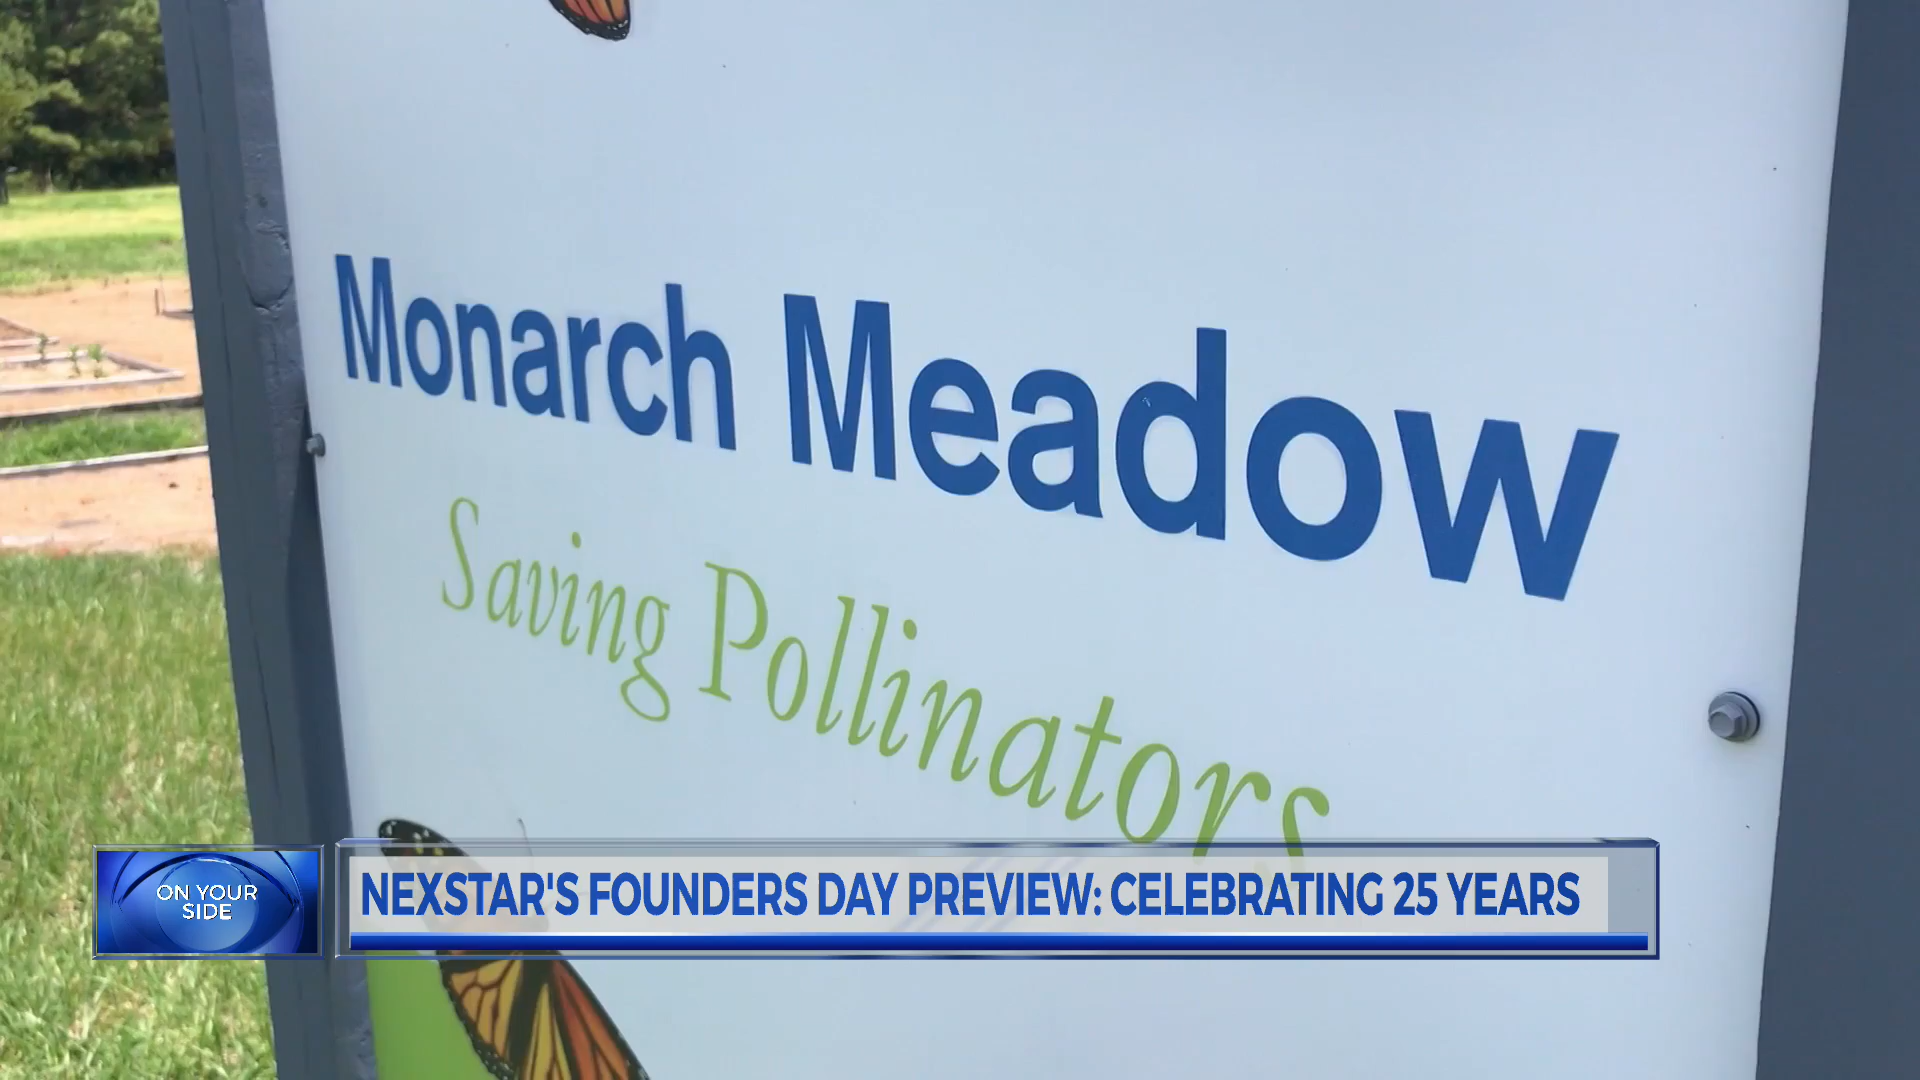 Monarch Meadow
Saving Pollinators
ON YOUR
SIDE
NEXSTAR'S FOUNDERS DAY PREVIEW: CELEBRATING 25 YEARS